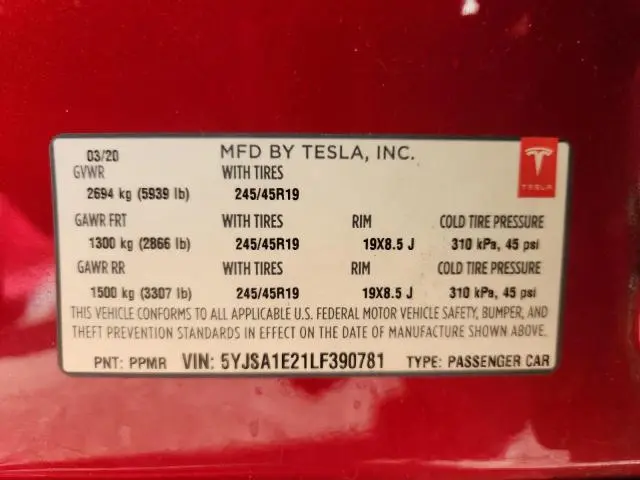 03/20 MFD BY TESLA, INC.
GVWR WITH TIRES
2694 kg (5939 lb) 245/45R19
TESLA
GAWR FRT WITH TIRES RIM COLD TIRE PRESSURE
1300 kg (2866 lb) 245/45R19 19X8.5 J 310 kPa, 45 psi
GAWR RR WITH TIRES RIM COLD TIRE PRESSURE
1500 kg (3307 lb) 245/45R19 19X8.5 J 310 kPa, 45 psi
THIS VEHICLE CONFORMS TO ALL APPLICABLE U.S. FEDERAL MOTOR VEHICLE SAFETY, BUMPER, AND
THEFT PREVENTION STANDARDS IN EFFECT ON THE DATE OF MANUFACTURE SHOWN ABOVE.
PNT: PPMR VIN: 5YJSA1E21LF390781 TYPE: PASSENGER CAR